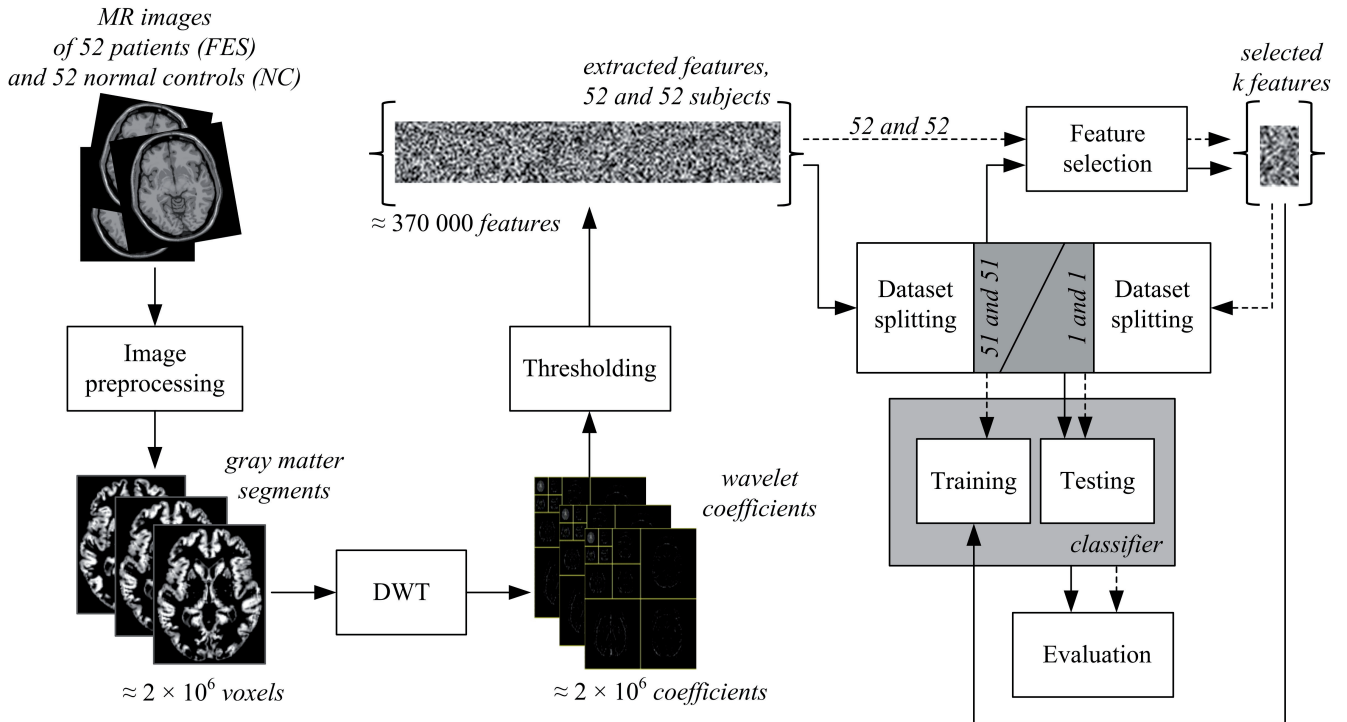 MR images
of 52 patients (FES)
and 52 normal controls (NC)
Image
preprocessing
gray matter
segments
≈ 2 × 10⁶ voxels
DWT
wavelet
coefficients
≈ 2 × 10⁶ coefficients
Thresholding
≈ 370 000 features
extracted features,
52 and 52 subjects
52 and 52
Feature
selection
selected
k features
Dataset
splitting
51 and 51
1 and 1
Dataset
splitting
Training
Testing
classifier
Evaluation